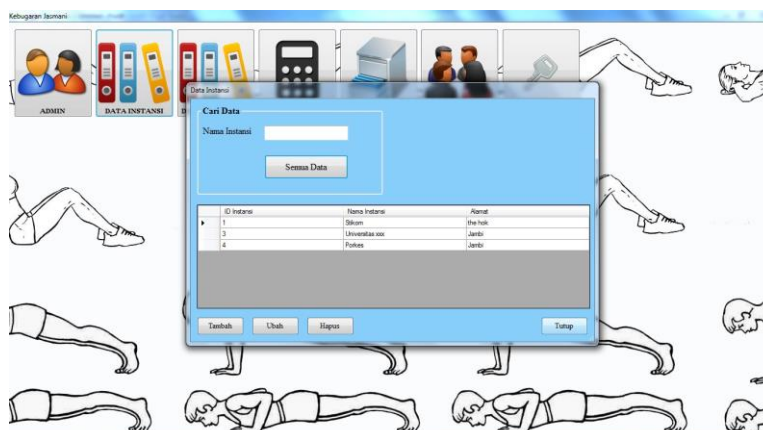 Kebugaran Jasmani
ADMIN
DATA INSTANSI
Data Instansi
Cari Data
Nama Instansi
Semua Data
ID Instansi Nama Instansi Alamat
1 Stikom the hok
3 Universitas xxx Jambi
4 Porkes Jambi
Tambah Ubah Hapus Tutup